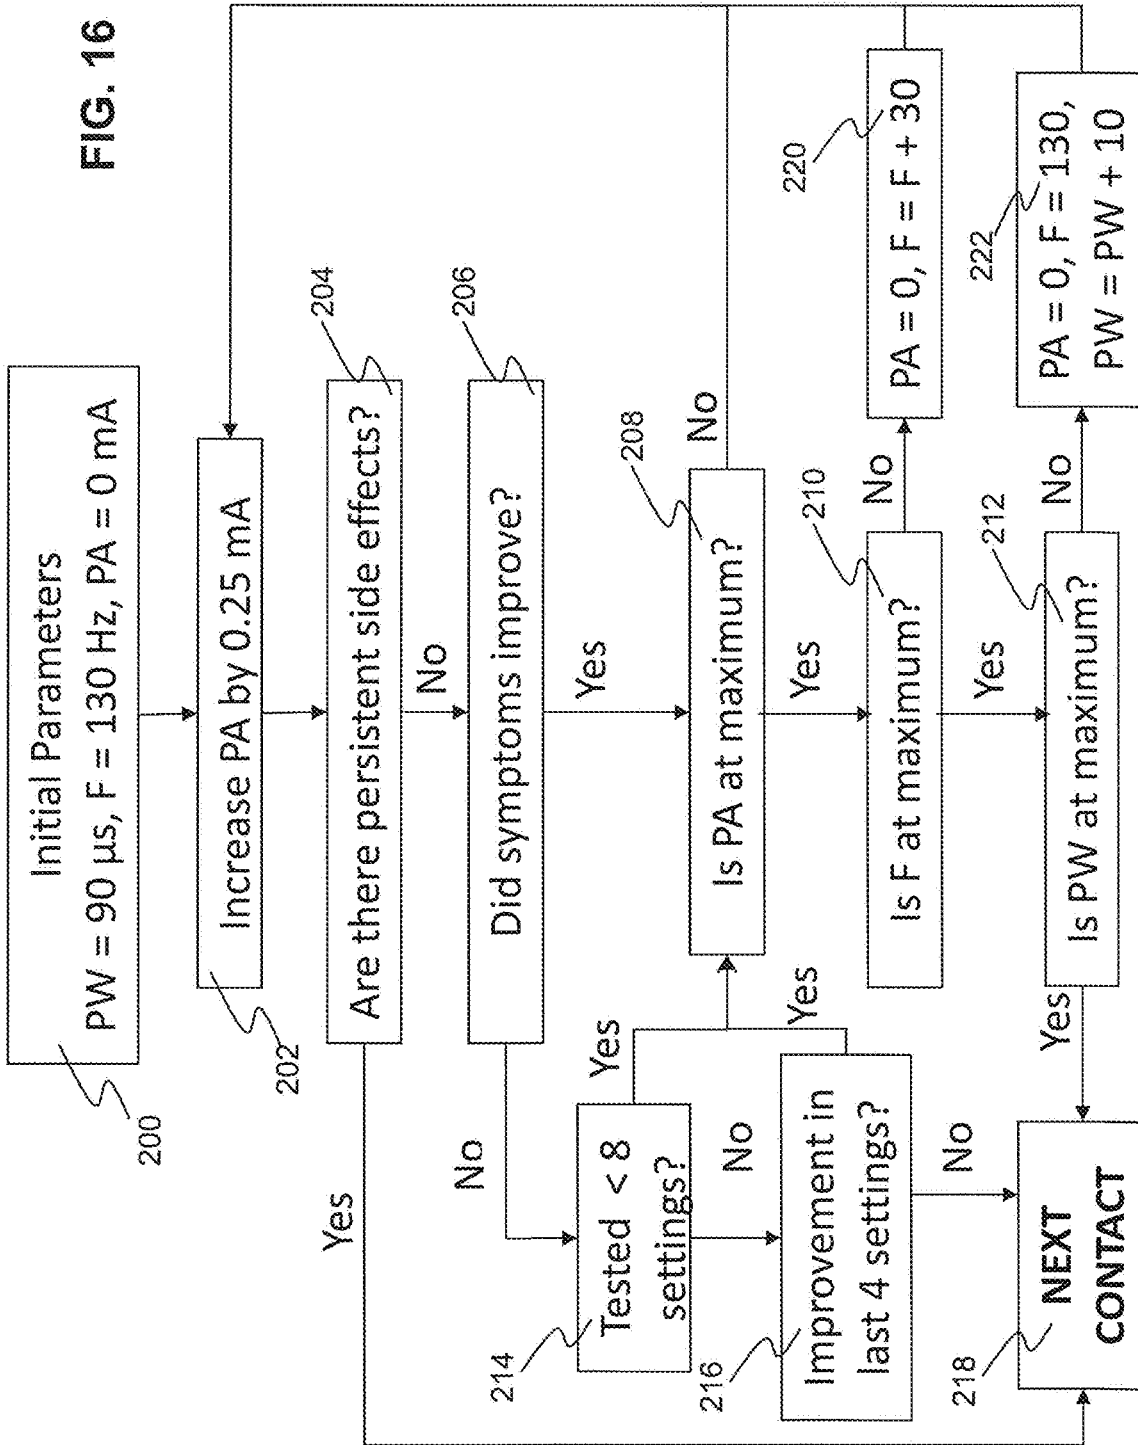 FIG. 16
Initial Parameters
PW = 90 µs, F = 130 Hz, PA = 0 mA
200
Increase PA by 0.25 mA
202
Are there persistent side effects?
204
Yes
No
Did symptoms improve?
206
No
Yes
Tested < 8
settings?
214
Yes
No
Is PA at maximum?
208
No
Yes
Improvement in
last 4 settings?
216
Yes
No
Is F at maximum?
210
No
Yes
PA = 0, F = F + 30
220
Is PW at maximum?
212
Yes
No
PA = 0, F = 130,
PW = PW + 10
222
NEXT
CONTACT
218